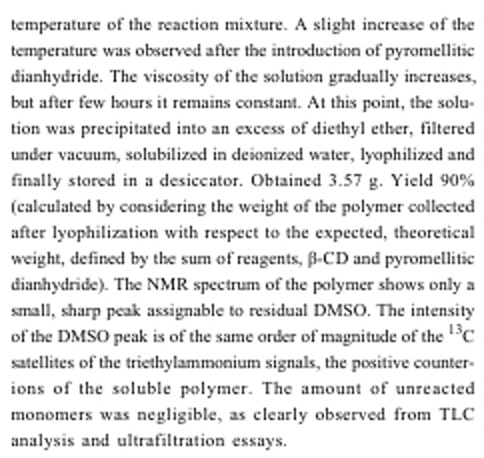 temperature of the reaction mixture. A slight increase of the
temperature was observed after the introduction of pyromellitic
dianhydride. The viscosity of the solution gradually increases,
but after few hours it remains constant. At this point, the solu-
tion was precipitated into an excess of diethyl ether, filtered
under vacuum, solubilized in deionized water, lyophilized and
finally stored in a desiccator. Obtained 3.57 g. Yield 90%
(calculated by considering the weight of the polymer collected
after lyophilization with respect to the expected, theoretical
weight, defined by the sum of reagents, β-CD and pyromellitic
dianhydride). The NMR spectrum of the polymer shows only a
small, sharp peak assignable to residual DMSO. The intensity
of the DMSO peak is of the same order of magnitude of the ¹³C
satellites of the triethylammonium signals, the positive counter-
ions of the soluble polymer. The amount of unreacted
monomers was negligible, as clearly observed from TLC
analysis and ultrafiltration essays.